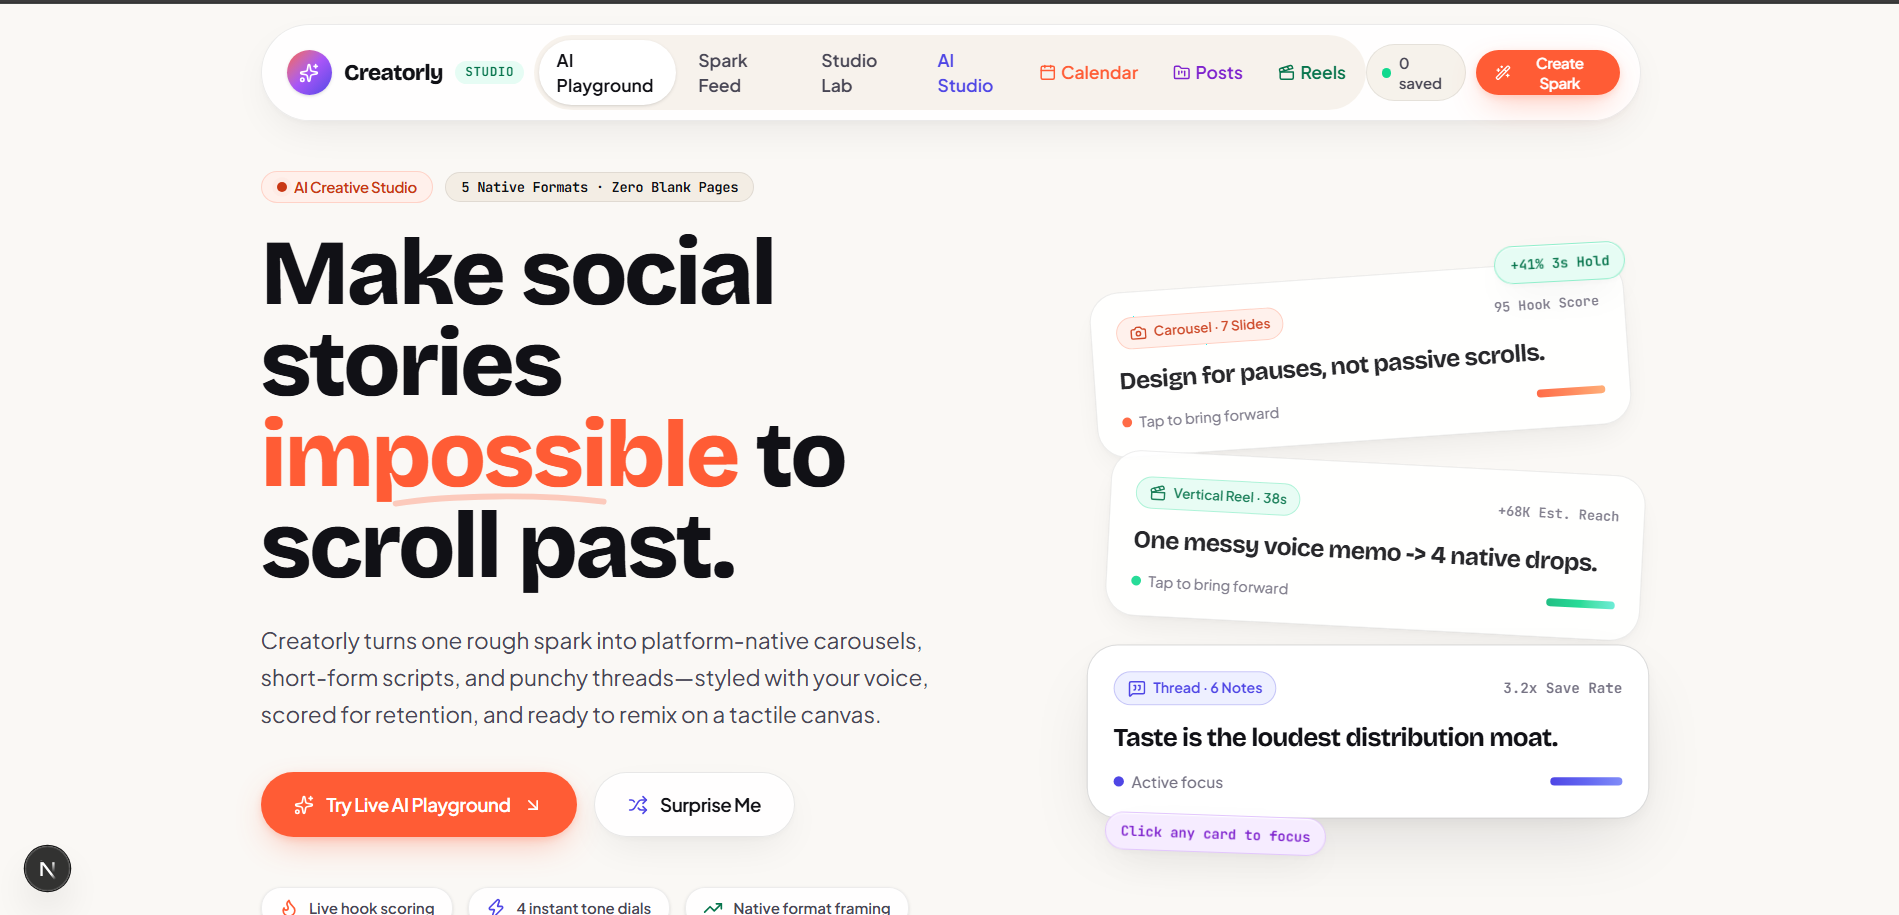 Creatorly
STUDIO
AI
Playground
Spark
Feed
Studio
Lab
AI
Studio
Calendar
Posts
Reels
0
saved
Create
Spark
AI Creative Studio
5 Native Formats · Zero Blank Pages
Make social
stories
impossible to
scroll past.
Creatorly turns one rough spark into platform-native carousels,
short-form scripts, and punchy threads—styled with your voice,
scored for retention, and ready to remix on a tactile canvas.
Try Live AI Playground
Surprise Me
Live hook scoring
4 instant tone dials
Native format framing
+41% 3s Hold
95 Hook Score
Carousel · 7 Slides
Design for pauses, not passive scrolls.
Tap to bring forward
Vertical Reel · 38s
+68K Est. Reach
One messy voice memo -> 4 native drops.
Tap to bring forward
Thread · 6 Notes
3.2x Save Rate
Taste is the loudest distribution moat.
Active focus
Click any card to focus
N